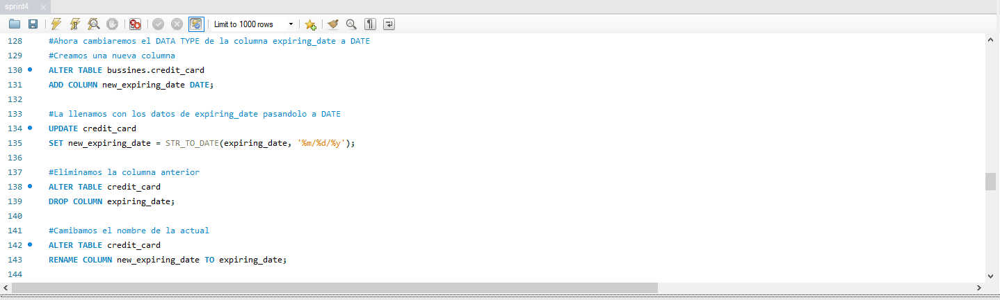 sprint4
Limit to 1000 rows
128 #Ahora cambiaremos el DATA TYPE de la columna expiring_date a DATE
129 #Creamos una nueva columna
130 ALTER TABLE bussines.credit_card
131 ADD COLUMN new_expiring_date DATE;
132
133 #La llenamos con los datos de expiring_date pasandolo a DATE
134 UPDATE credit_card
135 SET new_expiring_date = STR_TO_DATE(expiring_date, '%m/%d/%y');
136
137 #Eliminamos la columna anterior
138 ALTER TABLE credit_card
139 DROP COLUMN expiring_date;
140
141 #Camibamos el nombre de la actual
142 ALTER TABLE credit_card
143 RENAME COLUMN new_expiring_date TO expiring_date;
144